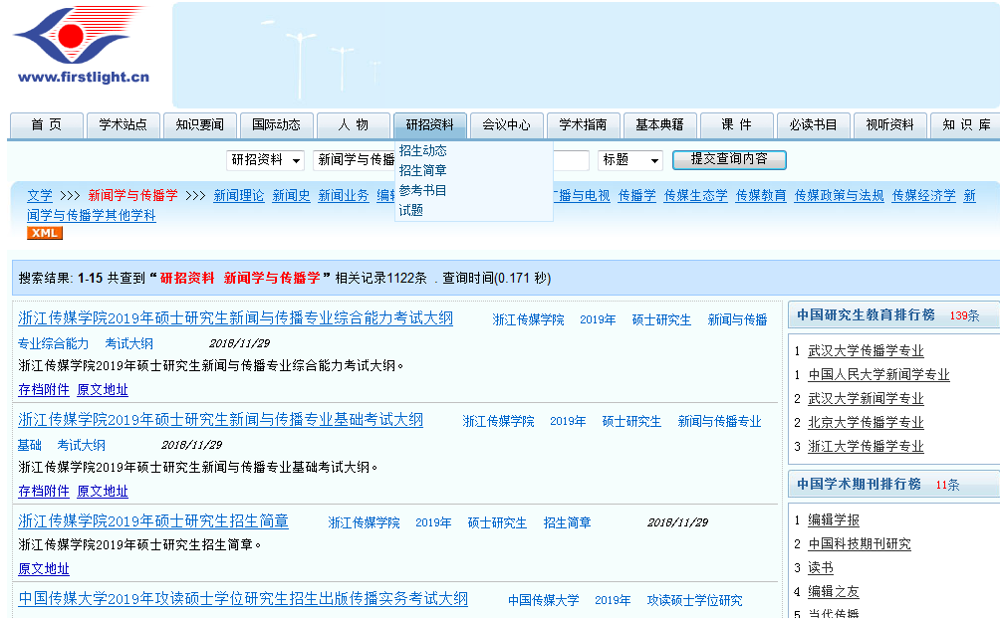 www.firstlight.cn
首 页 学术站点 知识要闻 国际动态 人 物 研招资料 会议中心 学术指南 基本典籍 课 件 必读书目 视听资料 知 识 库
研招资料 新闻学与传播 标题 提交查询内容
招生动态
招生简章
参考书目
试题
文学 >>> 新闻学与传播学 >>> 新闻理论 新闻史 新闻业务 播与电视 传播学 传媒生态学 传媒教育 传媒政策与法规 传媒经济学 新
闻学与传播学其他学科
XML
搜索结果: 1-15 共查到“研招资料 新闻学与传播学”相关记录1122条 . 查询时间(0.171 秒)
浙江传媒学院2019年硕士研究生新闻与传播专业综合能力考试大纲 浙江传媒学院 2019年 硕士研究生 新闻与传播
专业综合能力 考试大纲 2018/11/29
浙江传媒学院2019年硕士研究生新闻与传播专业综合能力考试大纲。
存档附件 原文地址
浙江传媒学院2019年硕士研究生新闻与传播专业基础考试大纲 浙江传媒学院 2019年 硕士研究生 新闻与传播专业
基础 考试大纲 2018/11/29
浙江传媒学院2019年硕士研究生新闻与传播专业基础考试大纲。
存档附件 原文地址
浙江传媒学院2019年硕士研究生招生简章 浙江传媒学院 2019年 硕士研究生 招生简章 2018/11/29
浙江传媒学院2019年硕士研究生招生简章。
原文地址
中国传媒大学2019年攻读硕士学位研究生招生出版传播实务考试大纲 中国传媒大学 2019年 攻读硕士学位研究
中国研究生教育排行榜 139条
1 武汉大学传播学专业
1 中国人民大学新闻学专业
2 武汉大学新闻学专业
2 北京大学传播学专业
3 浙江大学传播学专业
中国学术期刊排行榜 11条
1 编辑学报
2 中国科技期刊研究
3 读书
4 编辑之友
5 当代传播